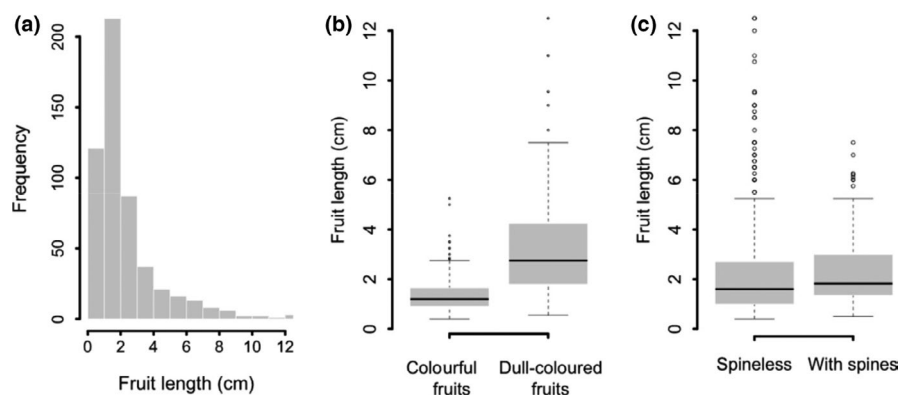 (a)
200
150
100
50
0
Frequency
0 2 4 6 8 10 12
Fruit length (cm)
(b)
12
10
8
6
4
2
0
Fruit length (cm)
Colourful fruits
Dull-coloured fruits
(c)
12
10
8
6
4
2
0
Fruit length (cm)
Spineless
With spines